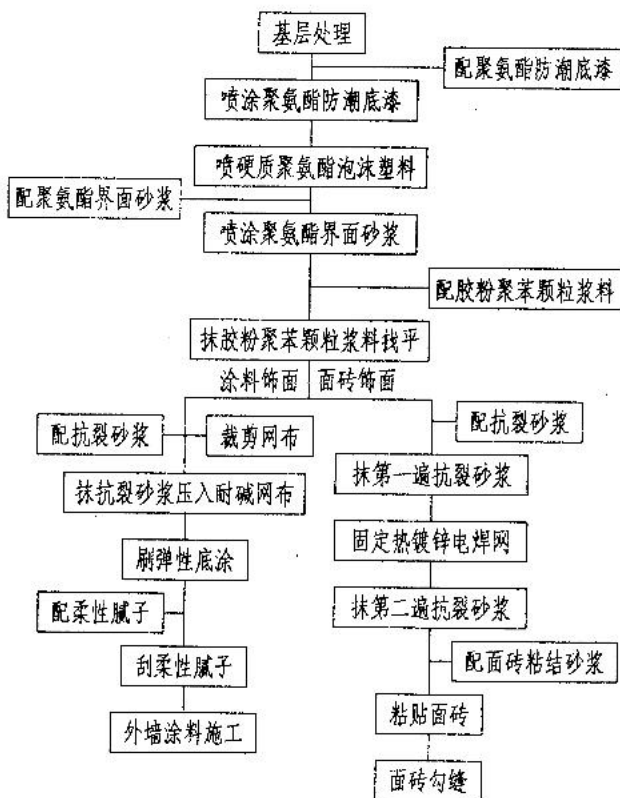 基层处理
配聚氨酯防潮底漆
喷涂聚氨酯防潮底漆
喷硬质聚氨酯泡沫塑料
配聚氨酯界面砂浆
喷涂聚氨酯界面砂浆
配胶粉聚苯颗粒浆料
抹胶粉聚苯颗粒浆料找平
涂料饰面 面砖饰面
配抗裂砂浆
裁剪网布
配抗裂砂浆
抹抗裂砂浆压入耐碱网布
抹第一遍抗裂砂浆
刷弹性底涂
固定热镀锌电焊网
配柔性腻子
抹第二遍抗裂砂浆
刮柔性腻子
配面砖粘结砂浆
外墙涂料施工
粘贴面砖
面砖勾缝